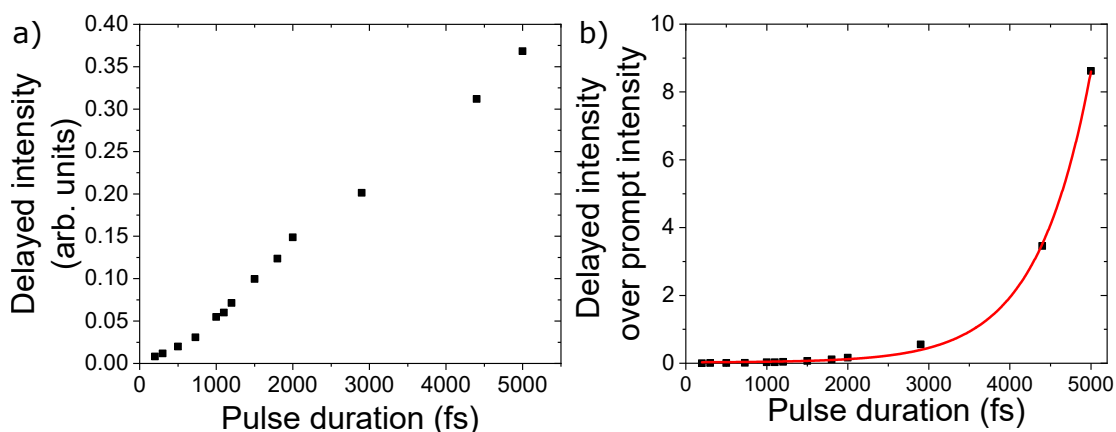 a)
Delayed intensity
(arb. units)
0.40
0.35
0.30
0.25
0.20
0.15
0.10
0.05
0.00
0 1000 2000 3000 4000 5000
Pulse duration (fs)
b)
Delayed intensity
over prompt intensity
10
8
6
4
2
0
0 1000 2000 3000 4000 5000
Pulse duration (fs)